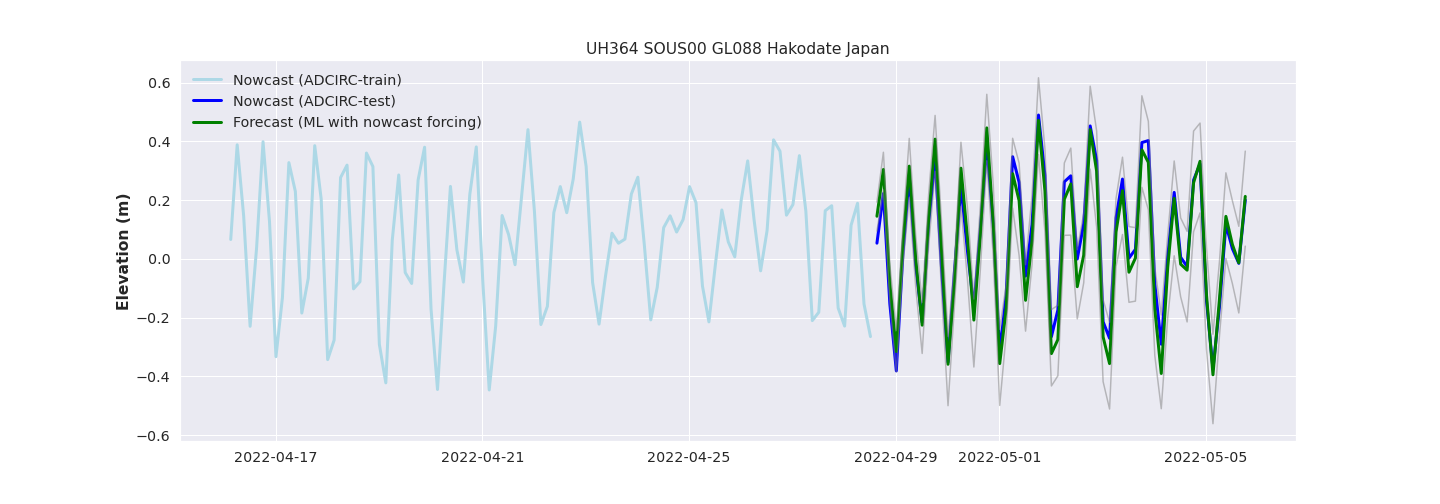 UH364 SOUS00 GL088 Hakodate Japan
Nowcast (ADCIRC-train)
Nowcast (ADCIRC-test)
Forecast (ML with nowcast forcing)
Elevation (m)
0.6
0.4
0.2
0.0
−0.2
−0.4
−0.6
2022-04-17 2022-04-21 2022-04-25 2022-04-29 2022-05-01 2022-05-05